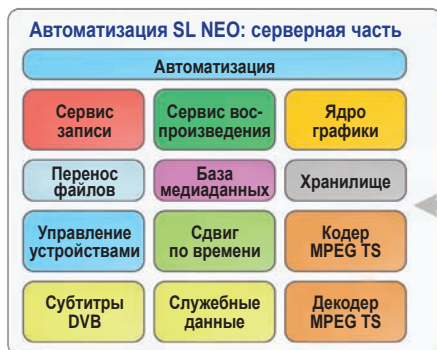 Автоматизация SL NEO: серверная часть
Автоматизация
Сервис
записи
Сервис вос-
произведения
Ядро
графики
Перенос
файлов
База
медиаданных
Хранилище
Управление
устройствами
Сдвиг
по времени
Кодер
MPEG TS
Субтитры
DVB
Служебные
данные
Декодер
MPEG TS